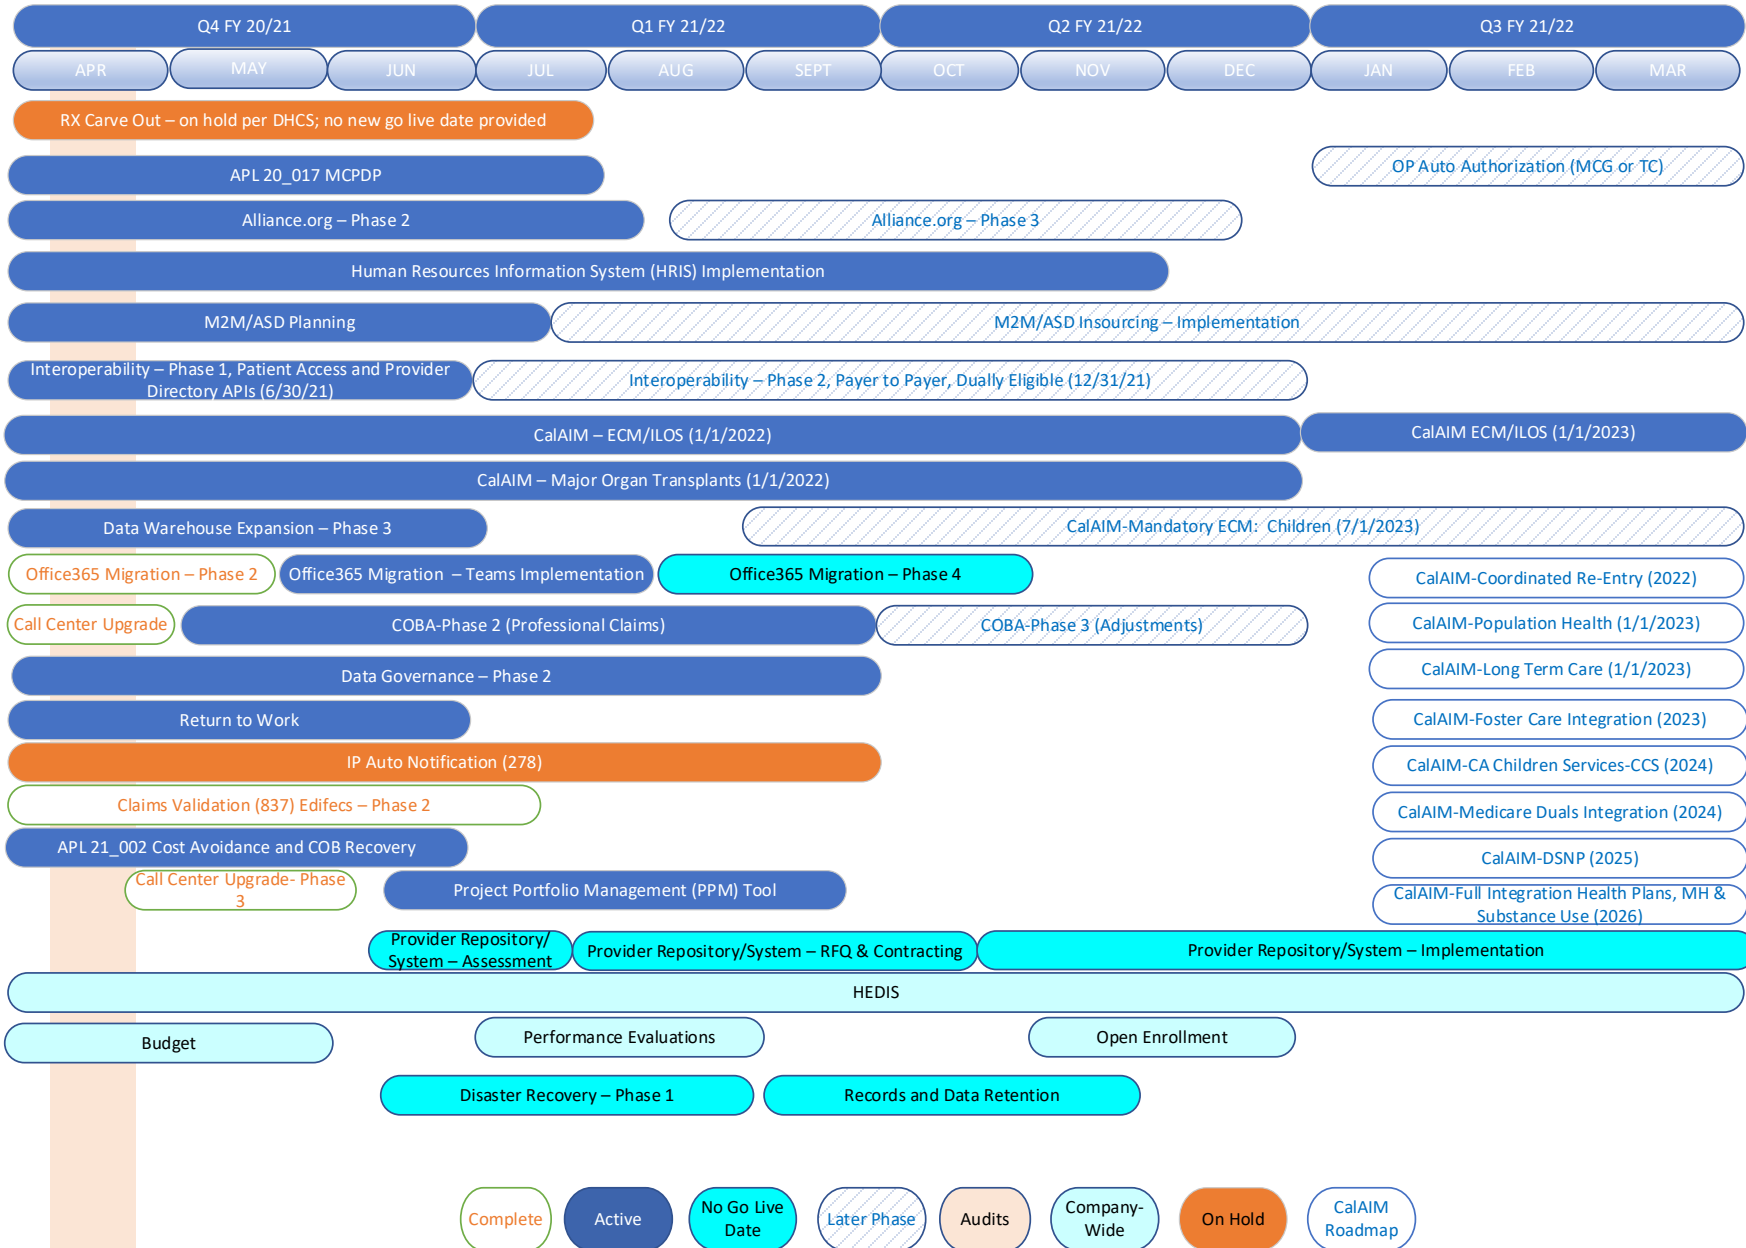 Q4 FY 20/21
Q1 FY 21/22
Q2 FY 21/22
Q3 FY 21/22
APR
MAY
JUN
JUL
AUG
SEPT
OCT
NOV
DEC
JAN
FEB
MAR
RX Carve Out – on hold per DHCS; no new go live date provided
APL 20_017 MCPDP
OP Auto Authorization (MCG or TC)
Alliance.org – Phase 2
Alliance.org – Phase 3
Human Resources Information System (HRIS) Implementation
M2M/ASD Planning
M2M/ASD Insourcing – Implementation
Interoperability – Phase 1, Patient Access and Provider
Directory APIs (6/30/21)
Interoperability – Phase 2, Payer to Payer, Dually Eligible (12/31/21)
CalAIM – ECM/ILOS (1/1/2022)
CalAIM ECM/ILOS (1/1/2023)
CalAIM – Major Organ Transplants (1/1/2022)
Data Warehouse Expansion – Phase 3
CalAIM-Mandatory ECM: Children (7/1/2023)
Office365 Migration – Phase 2
Office365 Migration – Teams Implementation
Office365 Migration – Phase 4
CalAIM-Coordinated Re-Entry (2022)
Call Center Upgrade
COBA-Phase 2 (Professional Claims)
COBA-Phase 3 (Adjustments)
CalAIM-Population Health (1/1/2023)
Data Governance – Phase 2
CalAIM-Long Term Care (1/1/2023)
Return to Work
CalAIM-Foster Care Integration (2023)
IP Auto Notification (278)
CalAIM-CA Children Services-CCS (2024)
Claims Validation (837) Edifecs – Phase 2
CalAIM-Medicare Duals Integration (2024)
APL 21_002 Cost Avoidance and COB Recovery
CalAIM-DSNP (2025)
Call Center Upgrade- Phase
3
Project Portfolio Management (PPM) Tool
CalAIM-Full Integration Health Plans, MH &
Substance Use (2026)
Provider Repository/
System – Assessment
Provider Repository/System – RFQ & Contracting
Provider Repository/System – Implementation
HEDIS
Budget
Performance Evaluations
Open Enrollment
Disaster Recovery – Phase 1
Records and Data Retention
Complete
Active
No Go Live
Date
Later Phase
Audits
Company-
Wide
On Hold
CalAIM
Roadmap